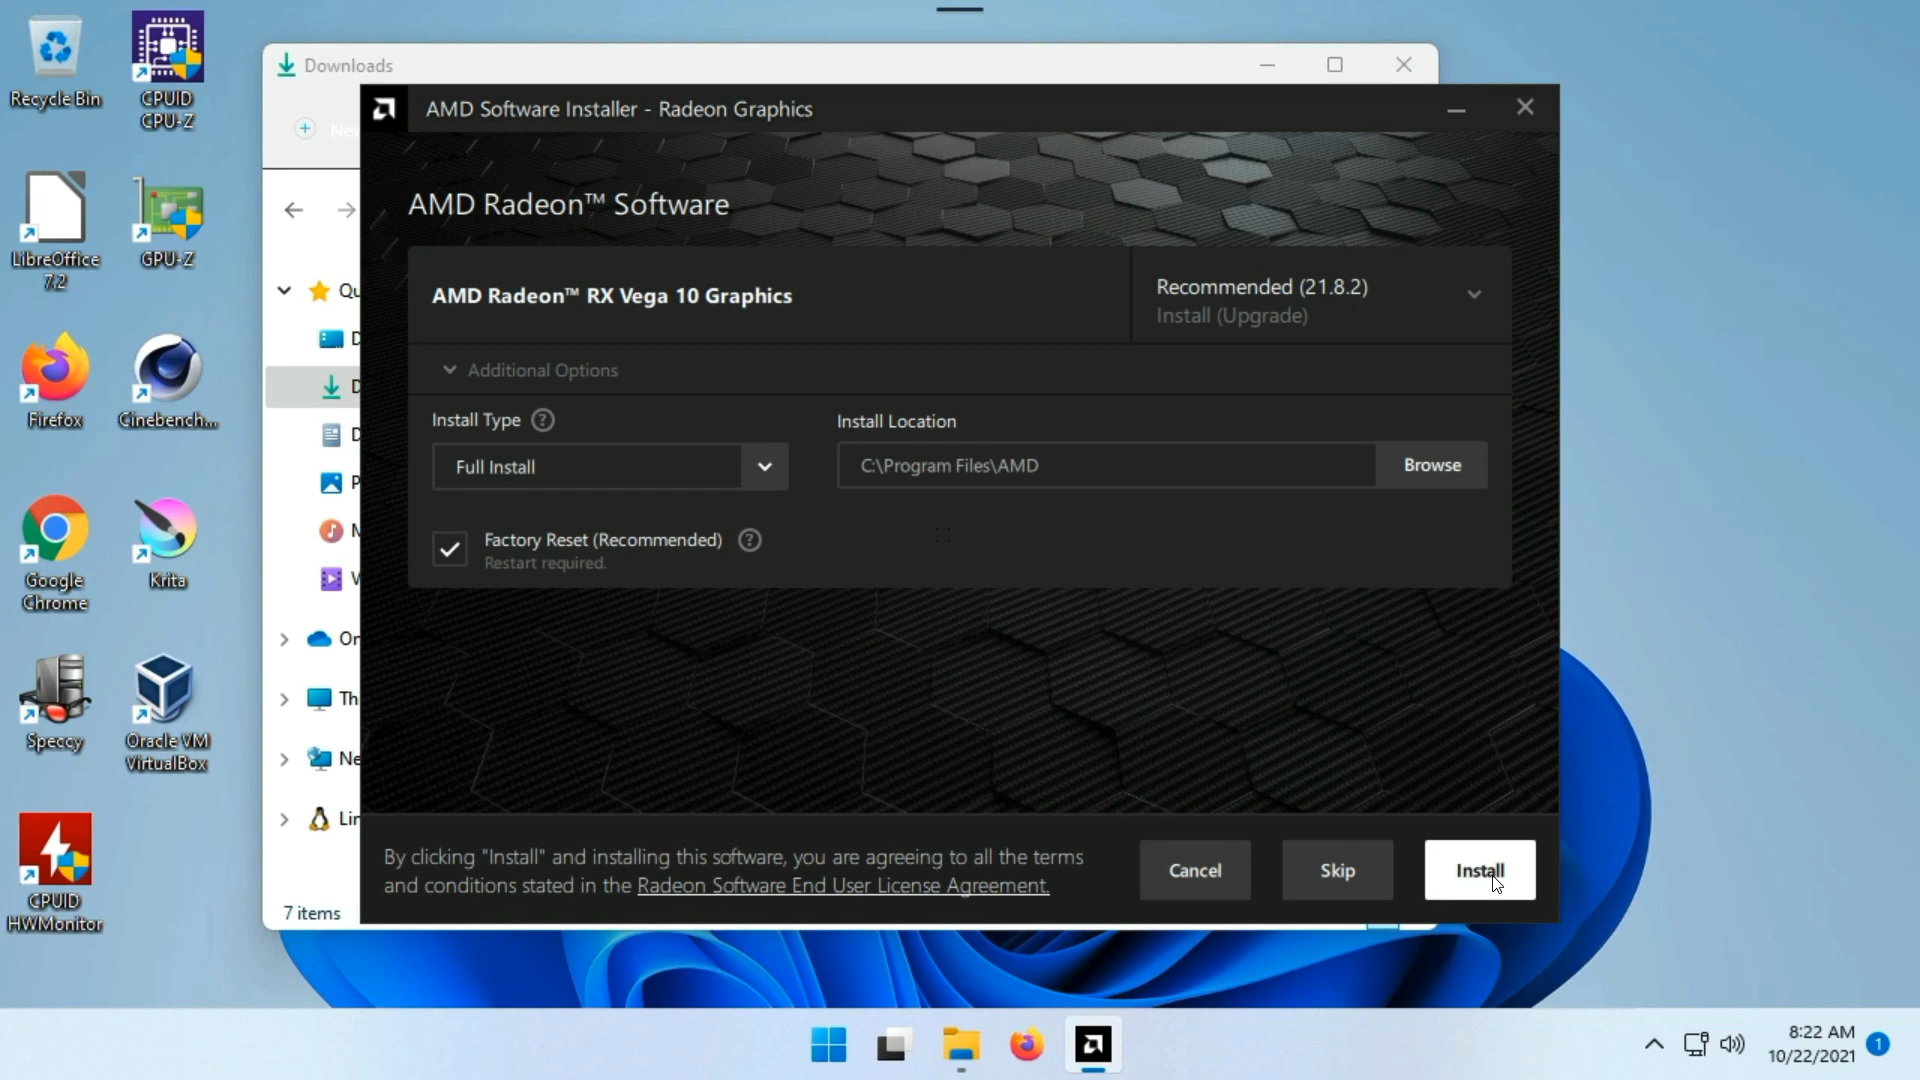 Recycle Bin
CPUID
CPU-Z
LibreOffice
7.2
GPU-Z
Firefox
Cinebench...
Google
Chrome
Krita
Speccy
Oracle VM
VirtualBox
CPUID
HWMonitor
Downloads
7 items
AMD Software Installer - Radeon Graphics
AMD Radeon™ Software
AMD Radeon™ RX Vega 10 Graphics
Recommended (21.8.2)
Install (Upgrade)
Additional Options
Install Type ?
Install Location
Full Install
C:\Program Files\AMD
Browse
Factory Reset (Recommended) ?
Restart required.
By clicking "Install" and installing this software, you are agreeing to all the terms
and conditions stated in the Radeon Software End User License Agreement.
Cancel
Skip
Install
8:22 AM
10/22/2021
1